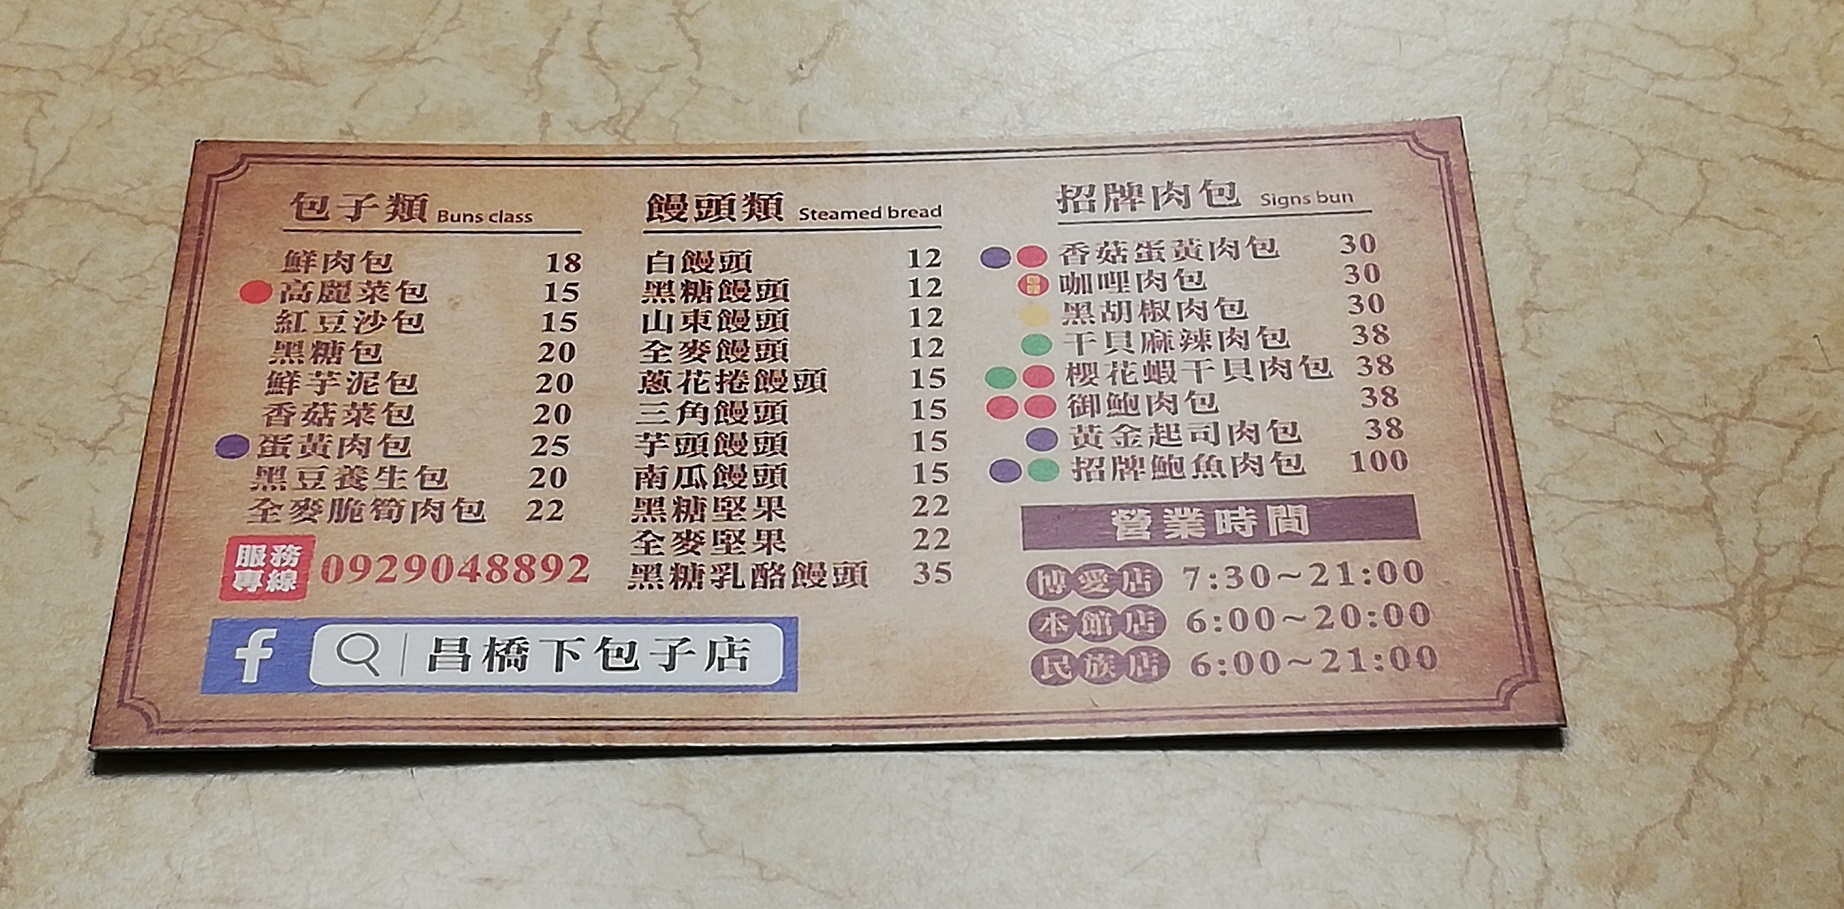 包子類 Buns class
鮮肉包 18
高麗菜包 15
紅豆沙包 15
黑糖包 20
鮮芋泥包 20
香菇菜包 20
蛋黃肉包 25
黑豆養生包 20
全麥脆筍肉包 22
服務專線 0929048892
昌橋下包子店
饅頭類 Steamed bread
白饅頭 12
黑糖饅頭 12
山東饅頭 12
全麥饅頭 12
蔥花捲饅頭 15
三角饅頭 15
芋頭饅頭 15
南瓜饅頭 15
黑糖堅果 22
全麥堅果 22
黑糖乳酪饅頭 35
招牌肉包 Signs bun
香菇蛋黃肉包 30
咖哩肉包 30
黑胡椒肉包 30
干貝麻辣肉包 38
櫻花蝦干貝肉包 38
御鮑肉包 38
黃金起司肉包 38
招牌鮑魚肉包 100
營業時間
博愛店 7:30~21:00
本館店 6:00~20:00
民族店 6:00~21:00